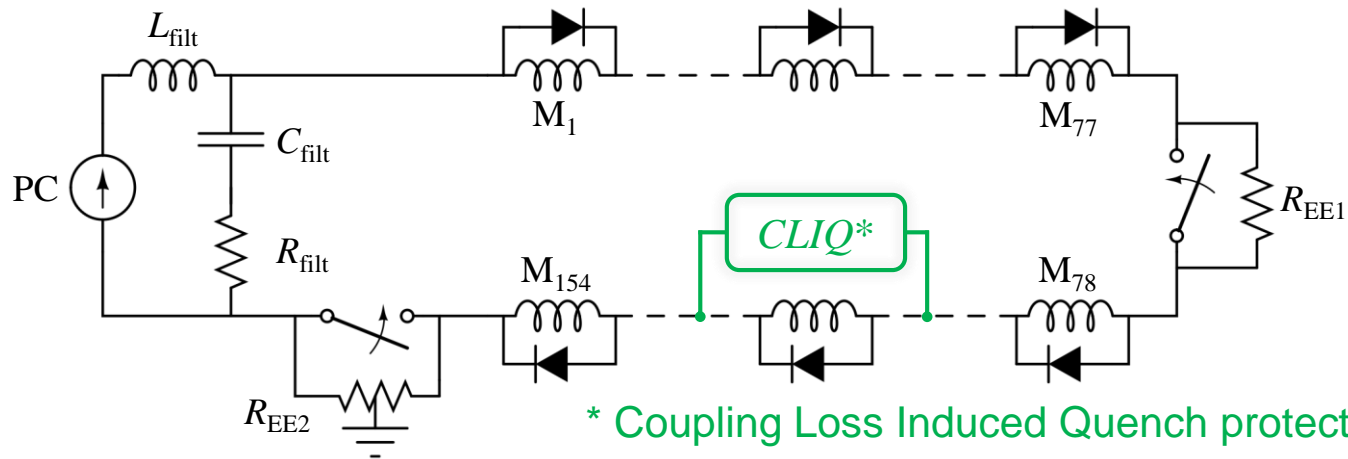 L_filt
M_1
M_77
C_filt
PC
R_filt
CLIQ*
R_EE1
M_154
M_78
R_EE2
* Coupling Loss Induced Quench protect